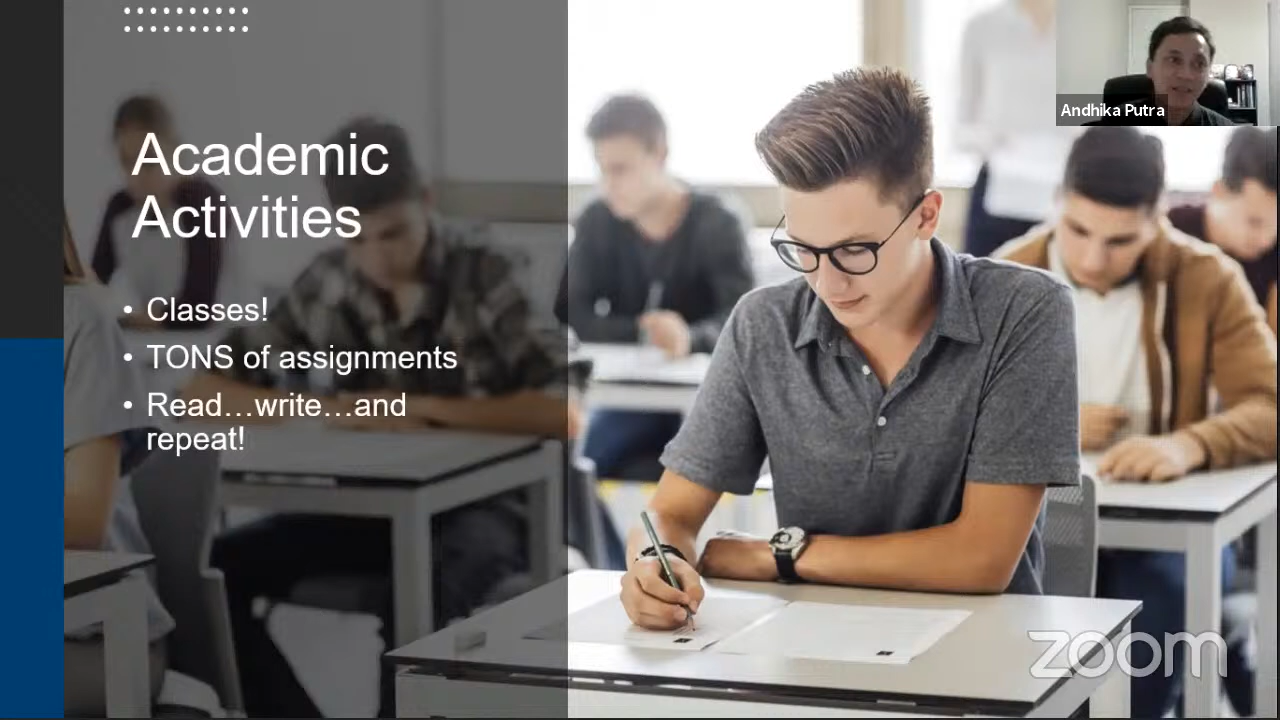 Academic
Activities
• Classes!
• TONS of assignments
• Read…write…and
repeat!
Andhika Putra
zoom